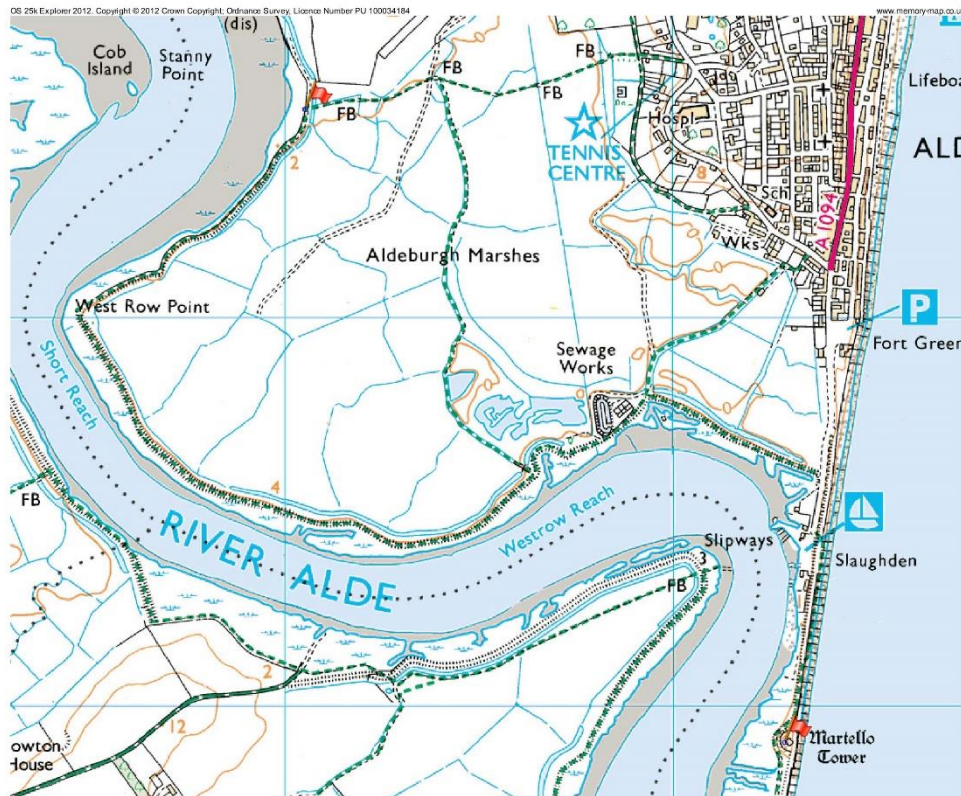 OS 25k Explorer 2012. Copyright © 2012 Crown Copyright; Ordnance Survey, Licence Number PU 100034184
www.memory-map.co.u
(dis)
Cob
Island
Stanny
Point
FB
FB
FB
Lifeboa
Hospl
TENNIS
CENTRE
ALD
2
8
Sch
A 1094
Wks
Aldeburgh Marshes
West Row Point
P
Fort Green
Short Reach
Sewage
Works
4
FB
Westrow Reach
RIVER ALDE
Slipways
Slaughden
3
FB
2
12
owton
House
Martello
Tower